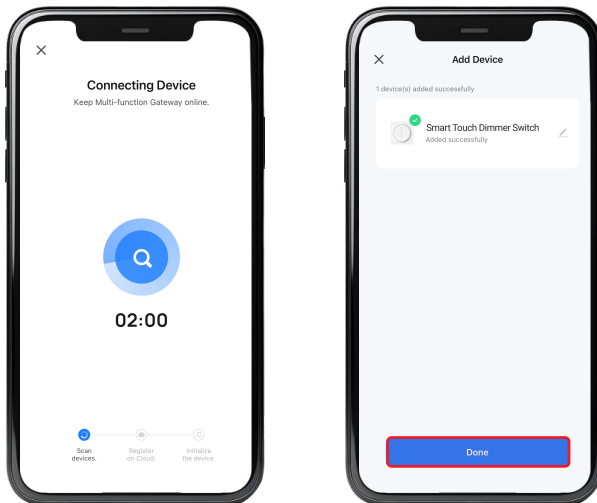 Connecting Device
Keep Multi-function Gateway online.
02:00
Scan
devices.
Register
on Cloud.
Initialize
the device.
Add Device
1 device(s) added successfully
Smart Touch Dimmer Switch
Added successfully
Done